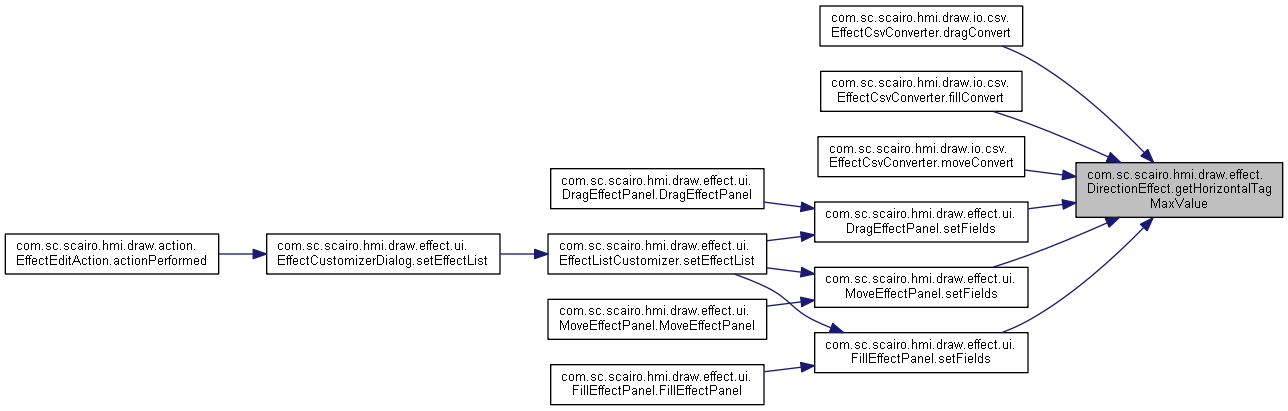 com.sc.scairo.hmi.draw.io.csv.
EffectCsvConverter.dragConvert
com.sc.scairo.hmi.draw.io.csv.
EffectCsvConverter.fillConvert
com.sc.scairo.hmi.draw.io.csv.
EffectCsvConverter.moveConvert
com.sc.scairo.hmi.draw.effect.
DirectionEffect.getHorizontalTag
MaxValue
com.sc.scairo.hmi.draw.effect.ui.
DragEffectPanel.DragEffectPanel
com.sc.scairo.hmi.draw.effect.ui.
DragEffectPanel.setFields
com.sc.scairo.hmi.draw.action.
EffectEditAction.actionPerformed
com.sc.scairo.hmi.draw.effect.ui.
EffectCustomizerDialog.setEffectList
com.sc.scairo.hmi.draw.effect.ui.
EffectListCustomizer.setEffectList
com.sc.scairo.hmi.draw.effect.ui.
MoveEffectPanel.setFields
com.sc.scairo.hmi.draw.effect.ui.
MoveEffectPanel.MoveEffectPanel
com.sc.scairo.hmi.draw.effect.ui.
FillEffectPanel.setFields
com.sc.scairo.hmi.draw.effect.ui.
FillEffectPanel.FillEffectPanel